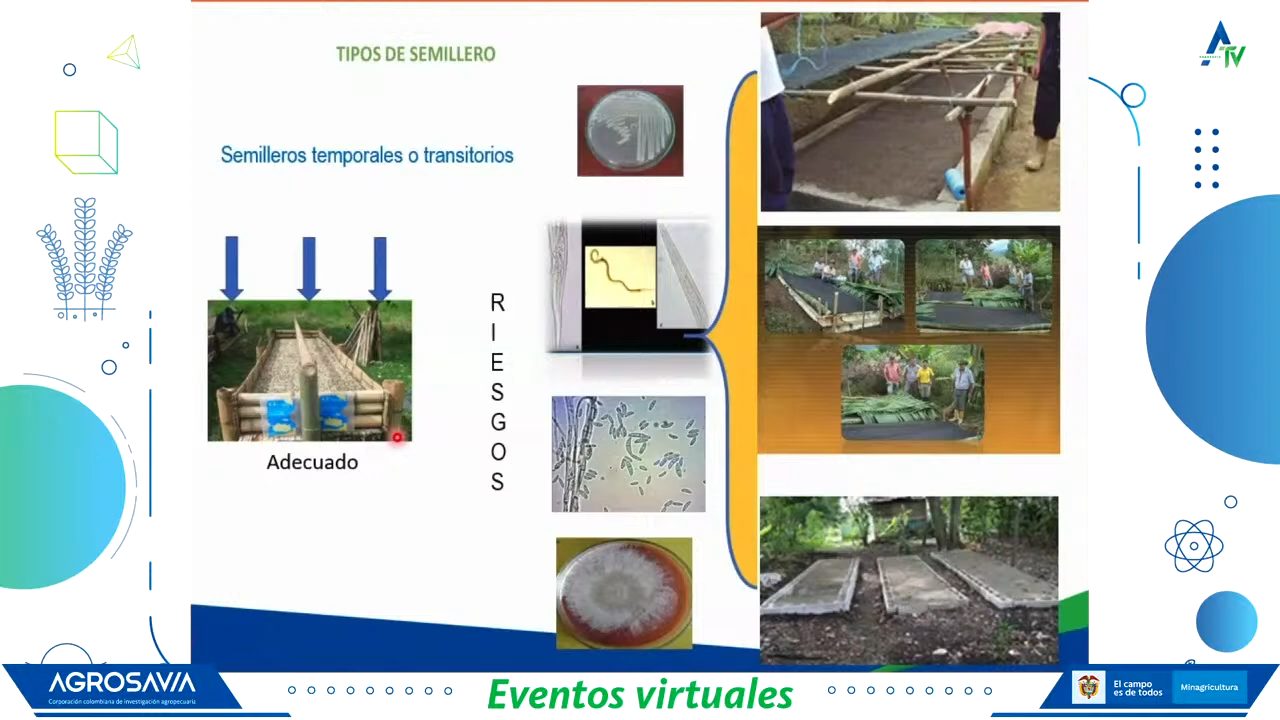 TIPOS DE SEMILLERO
Semilleros temporales o transitorios
R
I
E
S
G
O
S
Adecuado
ATV
AGROSAVIA
Corporación colombiana de investigación agropecuaria
Eventos virtuales
El campo
es de todos
Minagricultura